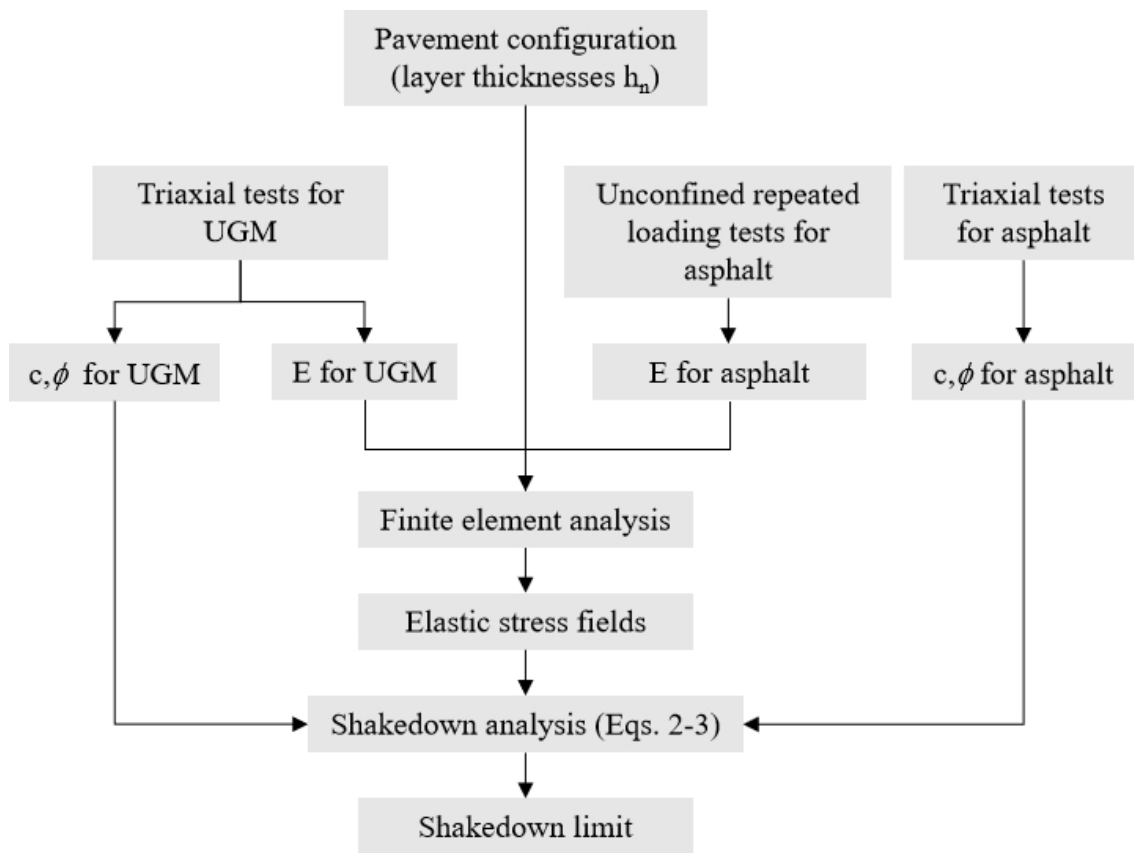 Pavement configuration
(layer thicknesses hₙ)
Triaxial tests for
UGM
Unconfined repeated
loading tests for
asphalt
Triaxial tests
for asphalt
c,ϕ for UGM
E for UGM
E for asphalt
c,ϕ for asphalt
Finite element analysis
Elastic stress fields
Shakedown analysis (Eqs. 2-3)
Shakedown limit